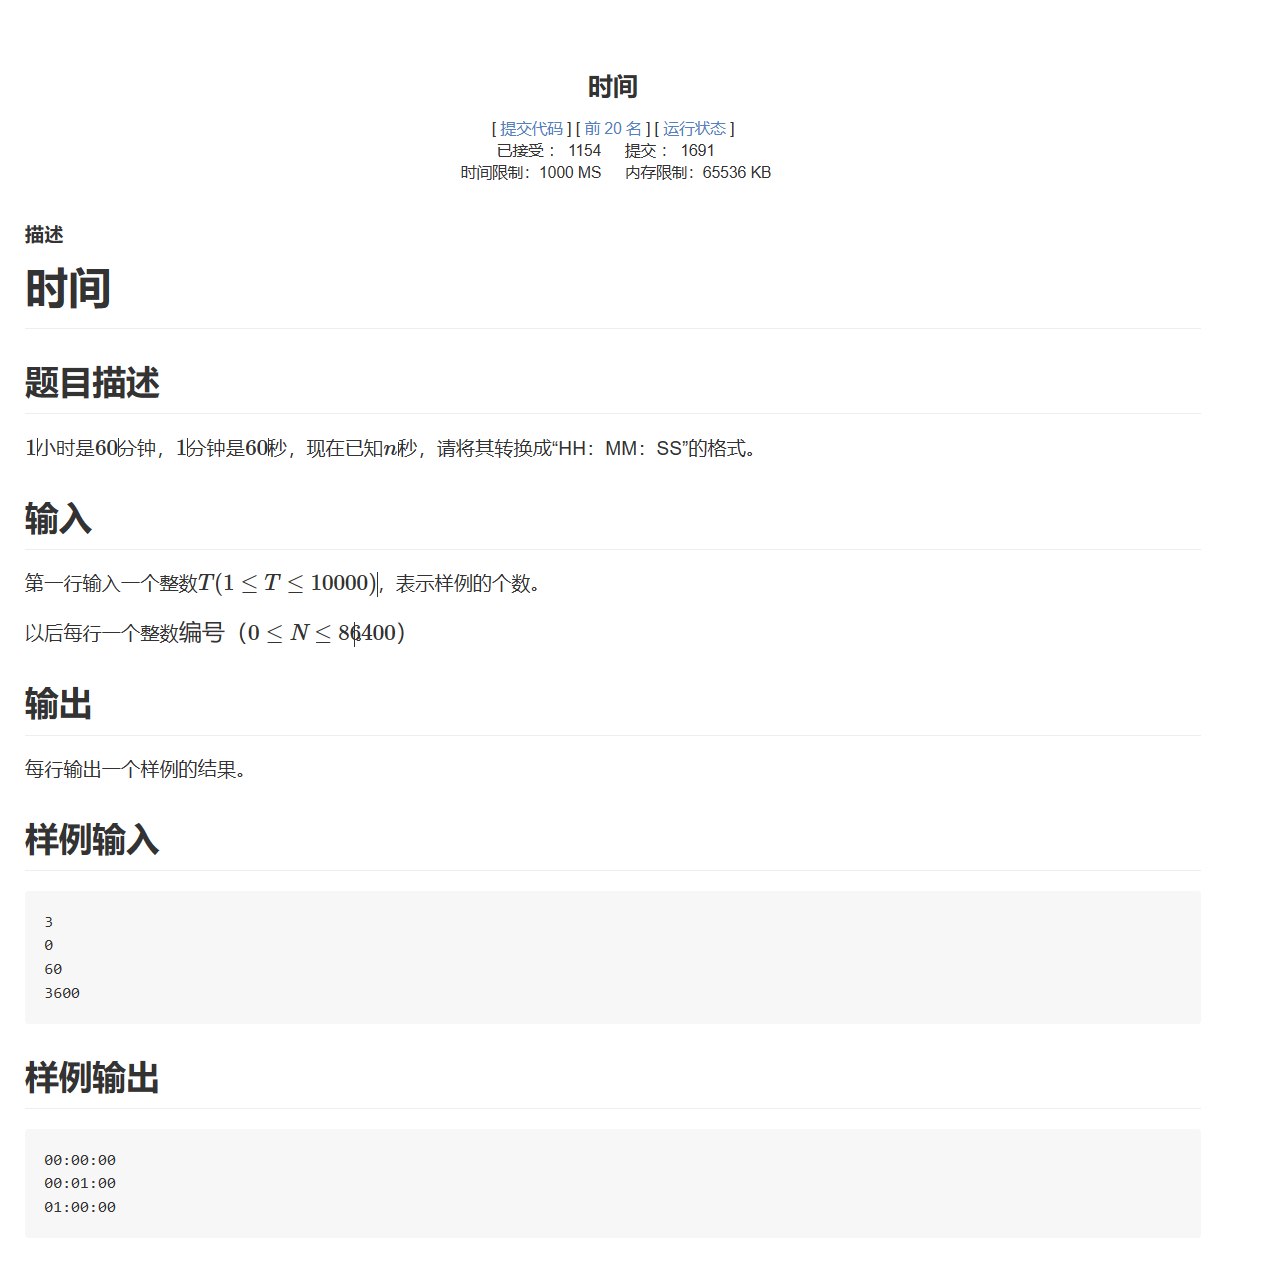 时间
[ 提交代码 ] [ 前 20 名 ] [ 运行状态 ]
已接受： 1154 提交： 1691
时间限制：1000 MS 内存限制：65536 KB
描述
时间
题目描述
1小时是60分钟，1分钟是60秒，现在已知n秒，请将其转换成“HH：MM：SS”的格式。
输入
第一行输入一个整数T(1 ≤ T ≤ 10000)，表示样例的个数。
以后每行一个整数编号（0 ≤ N ≤ 86400）
输出
每行输出一个样例的结果。
样例输入
3
0
60
3600
样例输出
00:00:00
00:01:00
01:00:00